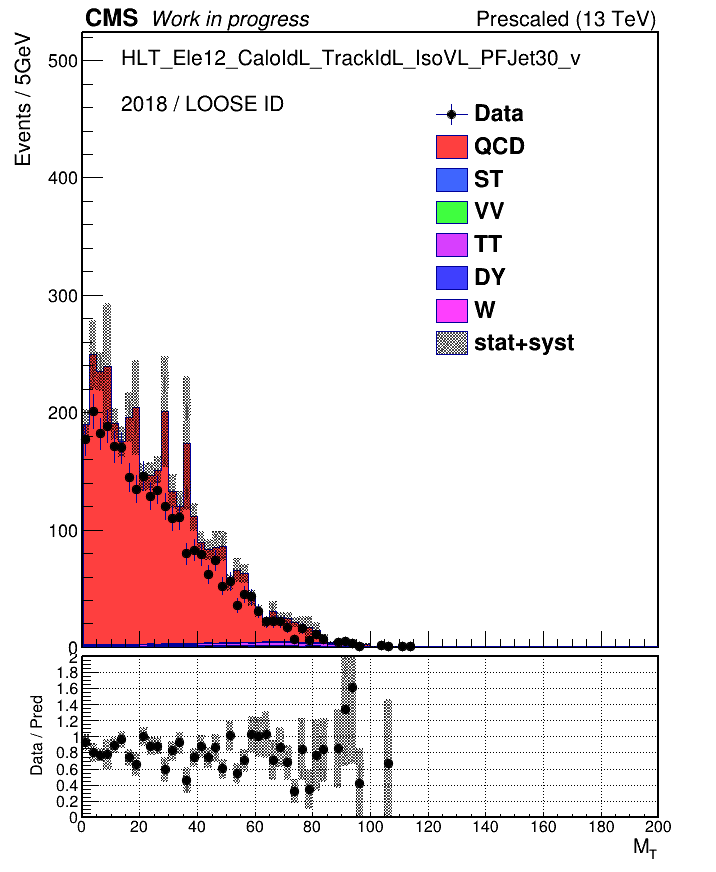 CMS Work in progress Prescaled (13 TeV)
Events / 5GeV
HLT_Ele12_CaloIdL_TrackIdL_IsoVL_PFJet30_v
2018 / LOOSE ID
Data
QCD
ST
VV
TT
DY
W
stat+syst
500
400
300
200
100
0
Data / Pred
2
1.8
1.6
1.4
1.2
1
0.8
0.6
0.4
0.2
0
0 20 40 60 80 100 120 140 160 180 200
M_T